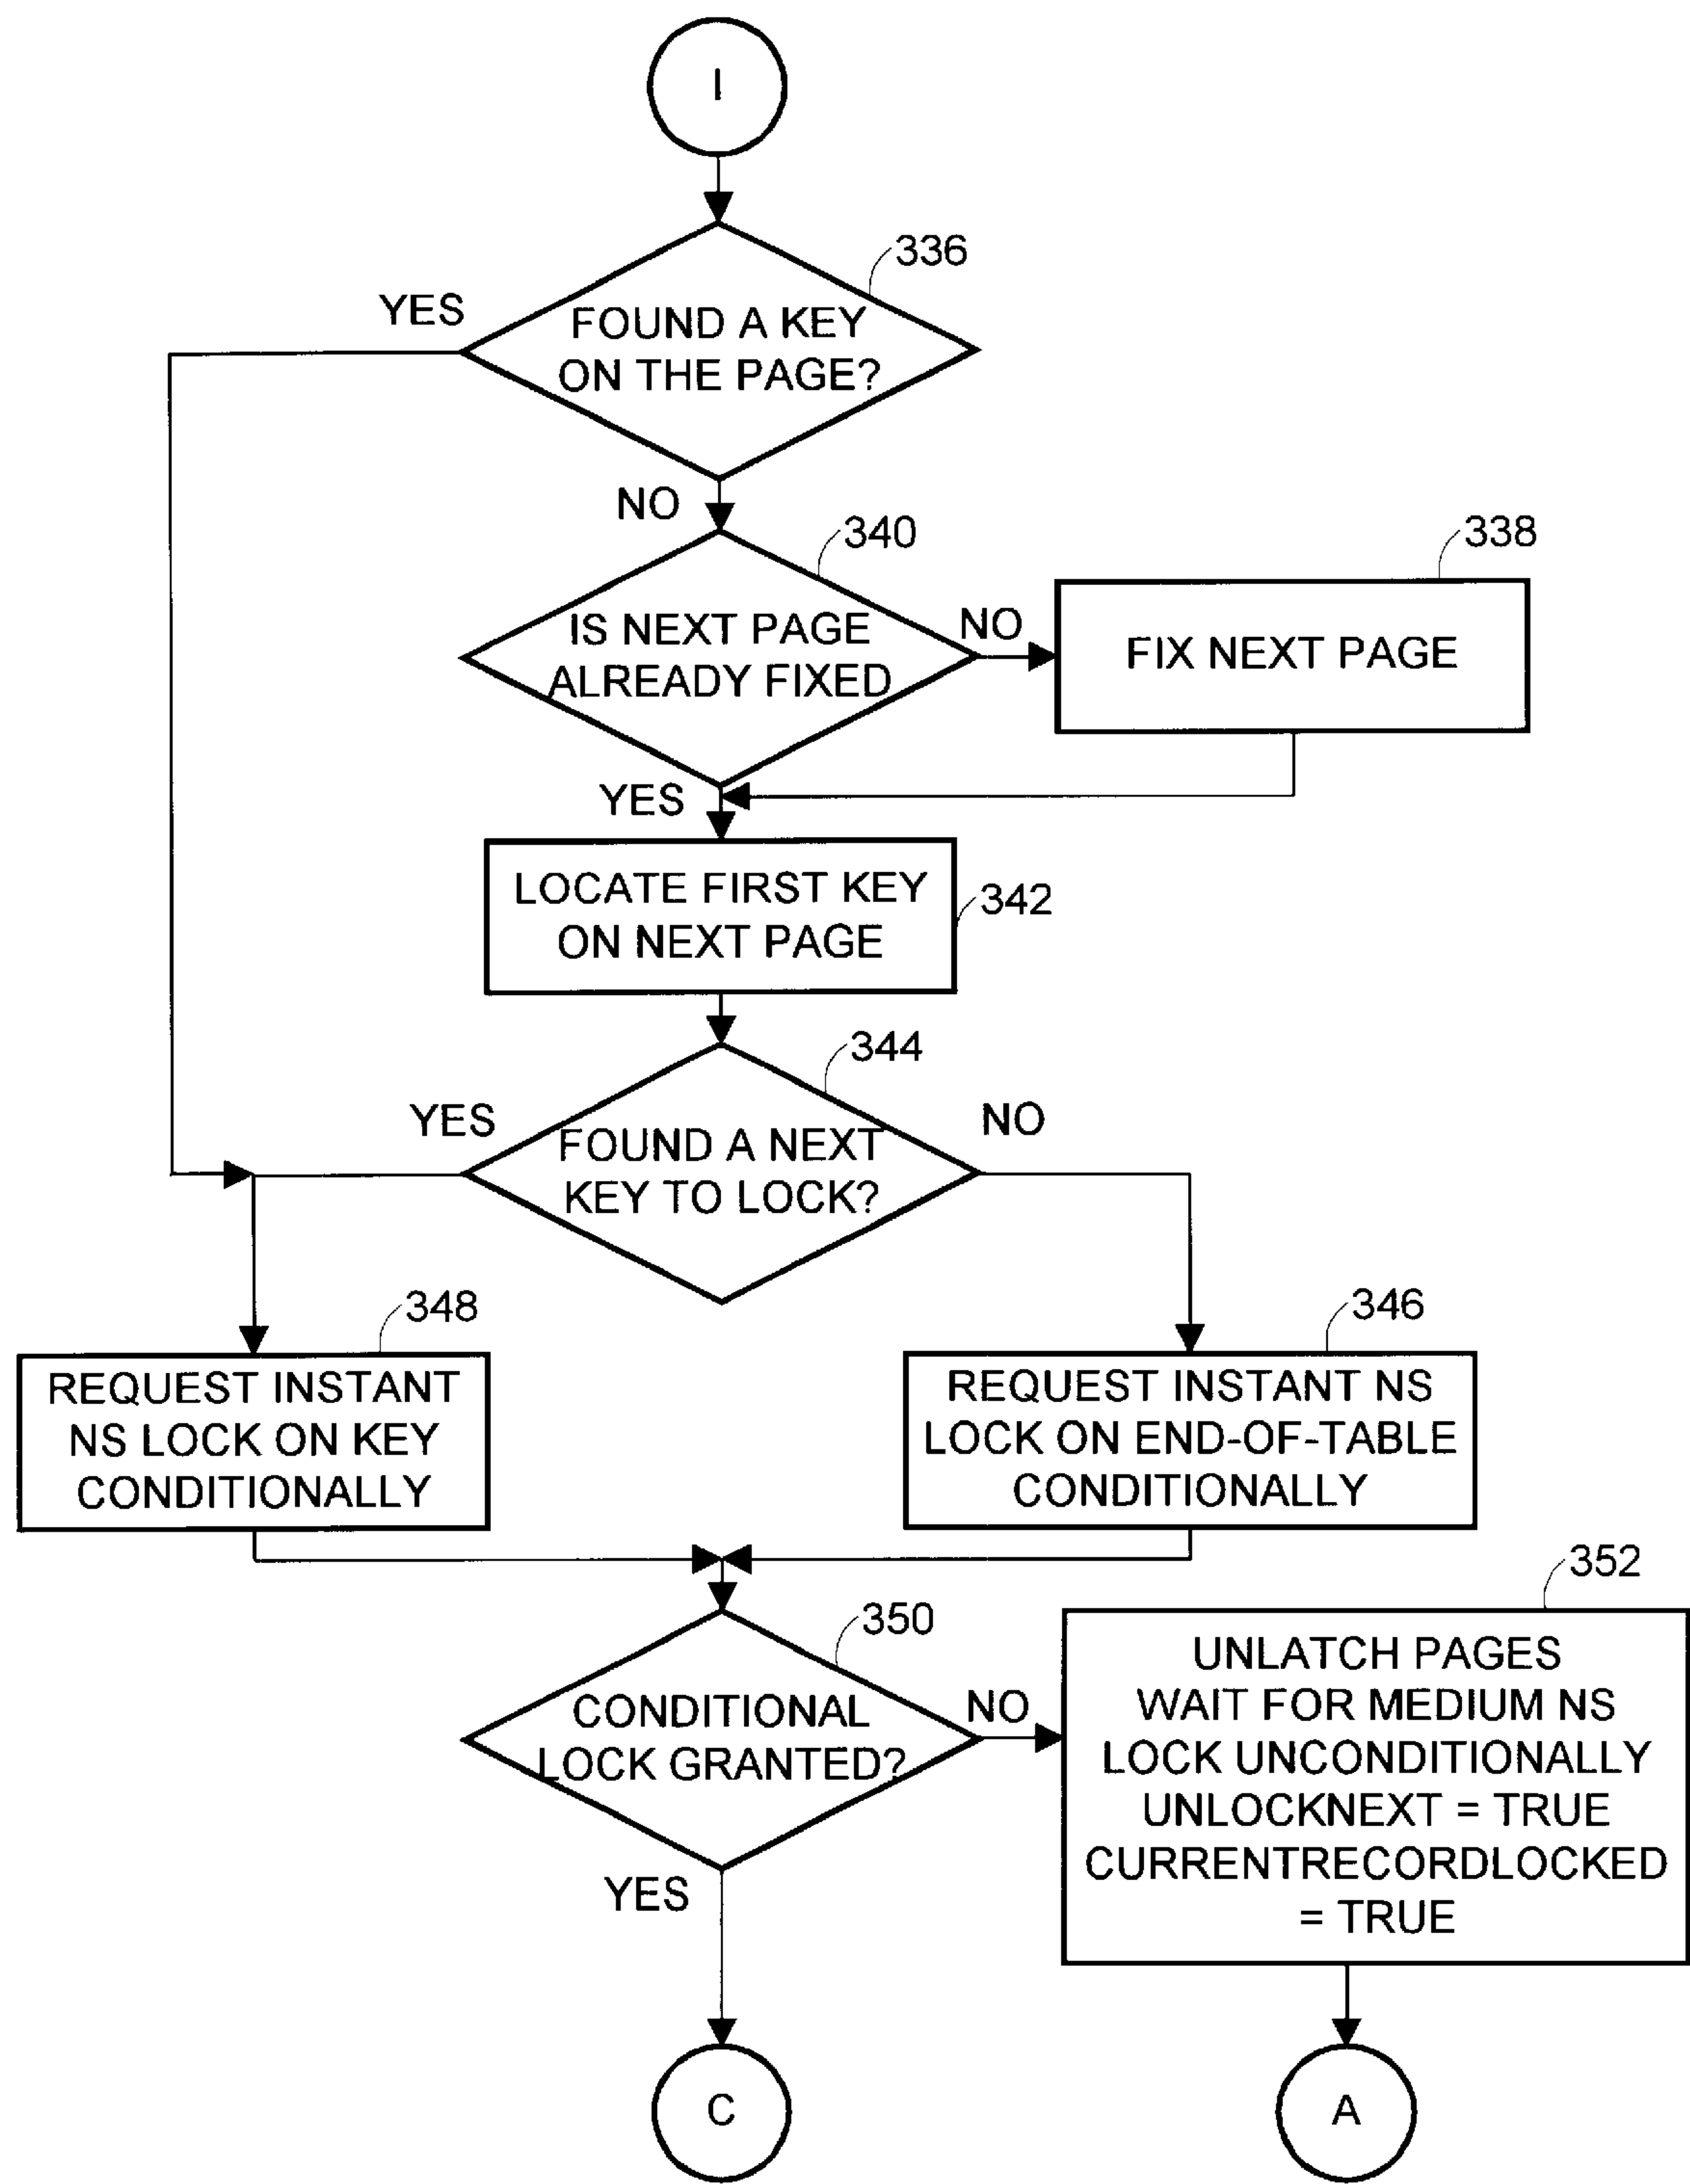 I
336
YES
FOUND A KEY
ON THE PAGE?
NO
340
338
IS NEXT PAGE
ALREADY FIXED
NO
FIX NEXT PAGE
YES
LOCATE FIRST KEY
ON NEXT PAGE
342
344
YES
NO
FOUND A NEXT
KEY TO LOCK?
348
346
REQUEST INSTANT
NS LOCK ON KEY
CONDITIONALLY
REQUEST INSTANT NS
LOCK ON END-OF-TABLE
CONDITIONALLY
352
350
CONDITIONAL
LOCK GRANTED?
NO
UNLATCH PAGES
WAIT FOR MEDIUM NS
LOCK UNCONDITIONALLY
UNLOCKNEXT = TRUE
CURRENTRECORDLOCKED
= TRUE
YES
C
A